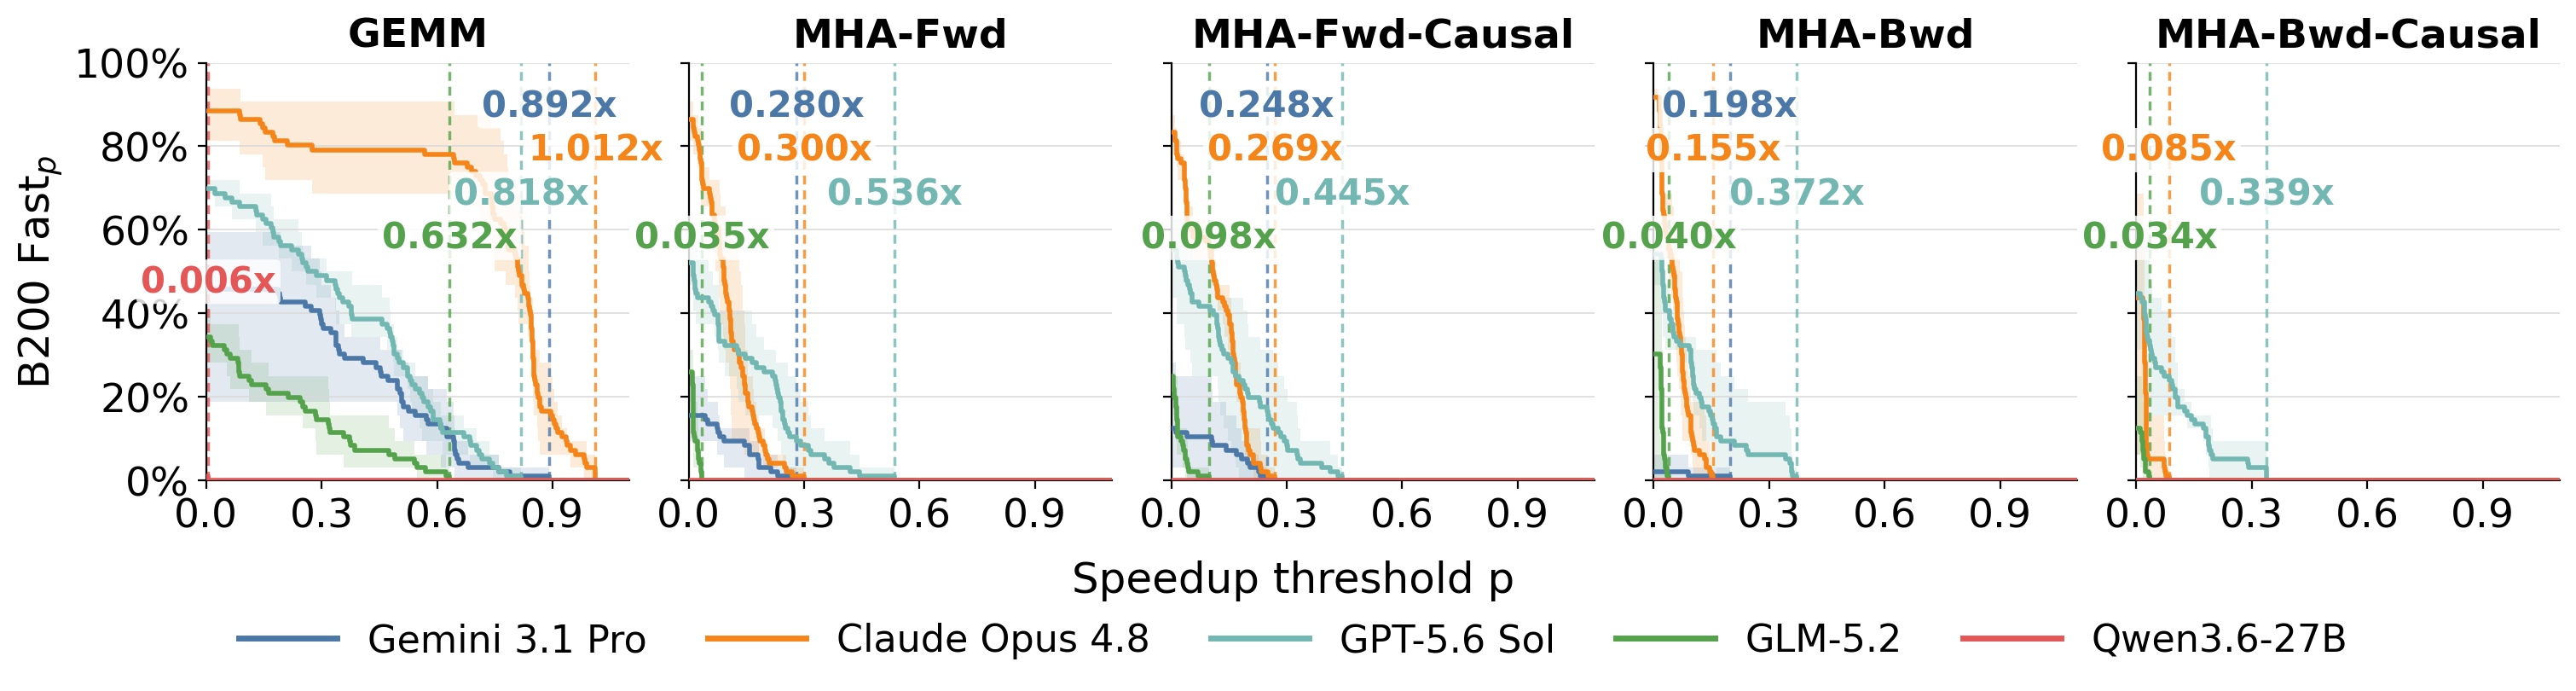 GEMM
MHA-Fwd
MHA-Fwd-Causal
MHA-Bwd
MHA-Bwd-Causal
B200 Fastp
100%
80%
60%
40%
20%
0%
0.892x
1.012x
0.818x
0.632x
0.006x
0.280x
0.300x
0.536x
0.035x
0.248x
0.269x
0.445x
0.098x
0.198x
0.155x
0.372x
0.040x
0.085x
0.339x
0.034x
0.0 0.3 0.6 0.9
0.0 0.3 0.6 0.9
0.0 0.3 0.6 0.9
0.0 0.3 0.6 0.9
0.0 0.3 0.6 0.9
Speedup threshold p
Gemini 3.1 Pro
Claude Opus 4.8
GPT-5.6 Sol
GLM-5.2
Qwen3.6-27B